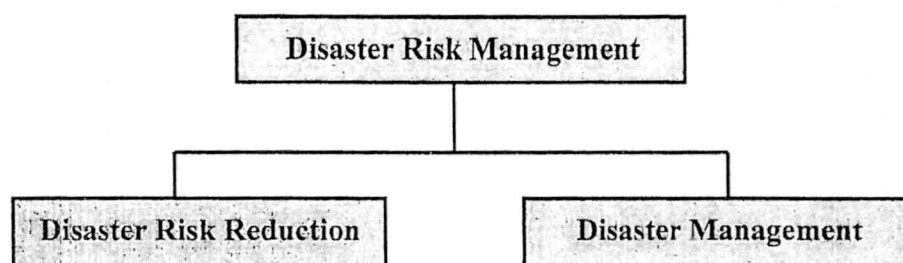 Disaster Risk Management
Disaster Risk Reduction
Disaster Management